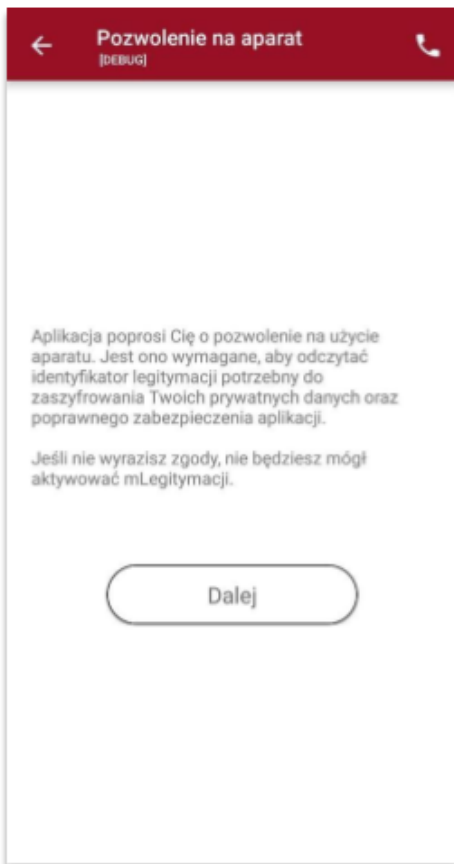 Pozwolenie na aparat
[DEBUG]
Aplikacja poprosi Cię o pozwolenie na użycie
aparatu. Jest ono wymagane, aby odczytać
identyfikator legitymacji potrzebny do
zaszyfrowania Twoich prywatnych danych oraz
poprawnego zabezpieczenia aplikacji.
Jeśli nie wyrazisz zgody, nie będziesz mógł
aktywować mLegitymacji.
Dalej